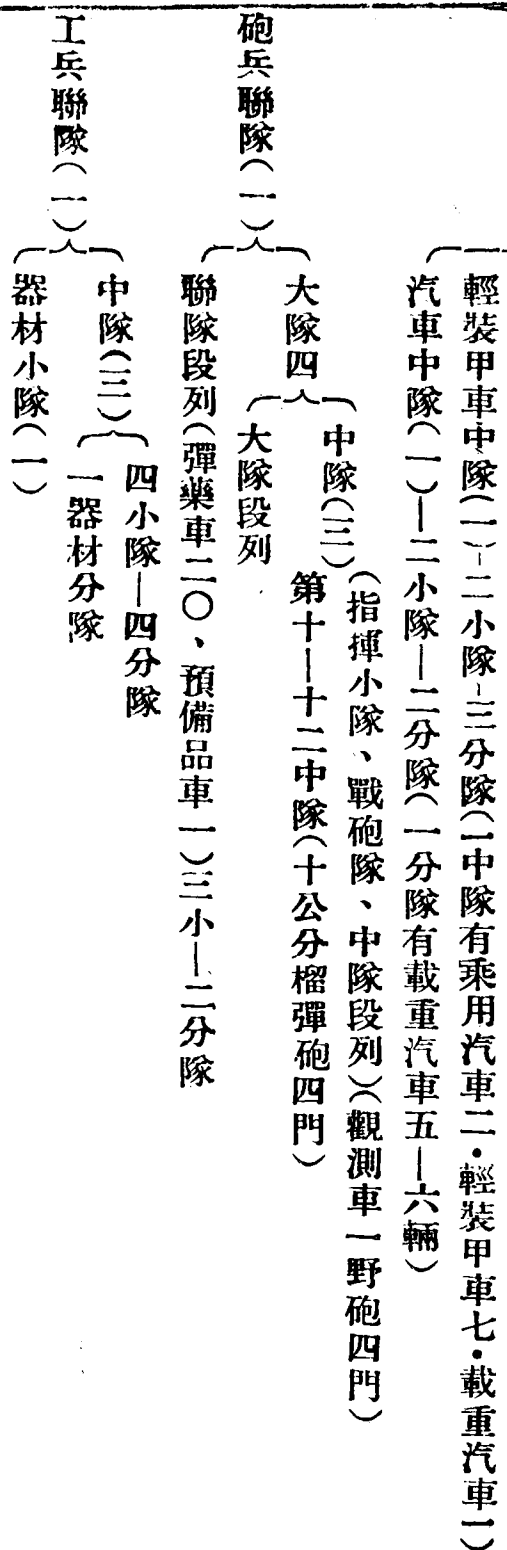 輕裝甲車中隊(一)-二小隊-三分隊(一中隊有乘用汽車二・輕裝甲車七・載重汽車一)
汽車中隊(一)—二小隊—二分隊(一分隊有載重汽車五—六輛)
砲兵聯隊(一)
大隊四
中隊(三)(指揮小隊、戰砲隊、中隊段列)(觀測車一野砲四門)
第十—十二中隊(十公分榴彈砲四門)
大隊段列
聯隊段列(彈藥車二〇、預備品車一)三小—二分隊
工兵聯隊(一)
中隊(三)
四小隊—四分隊
一器材分隊
器材小隊(一)